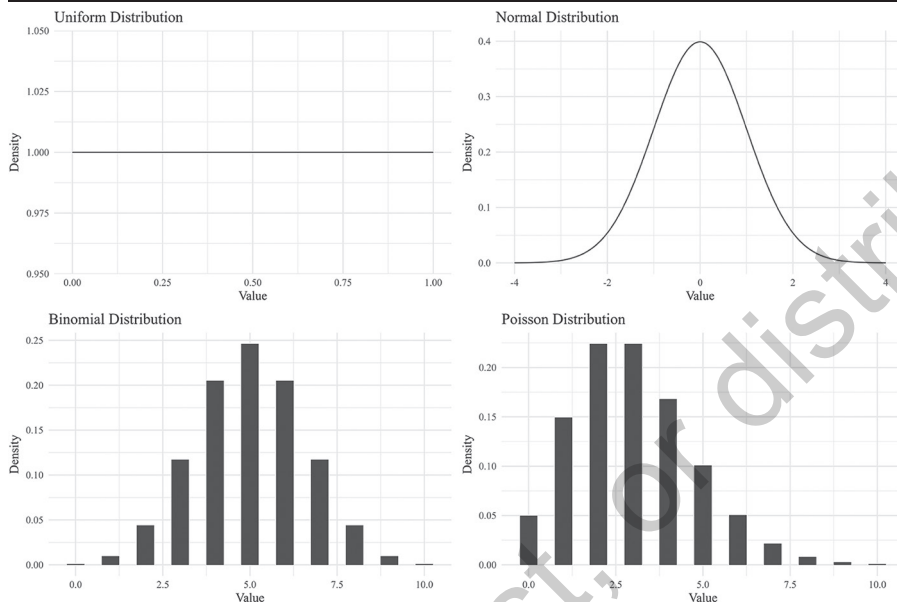 Uniform Distribution
1.050
1.025
1.000
0.975
0.950
Density
0.00 0.25 0.50 0.75 1.00
Value
Normal Distribution
0.4
0.3
0.2
0.1
0.0
Density
-4 -2 0 2 4
Value
Binomial Distribution
0.25
0.20
0.15
0.10
0.05
0.00
Density
0.0 2.5 5.0 7.5 10.0
Value
Poisson Distribution
0.20
0.15
0.10
0.05
0.00
Density
0.0 2.5 5.0 7.5 10.0
Value
or